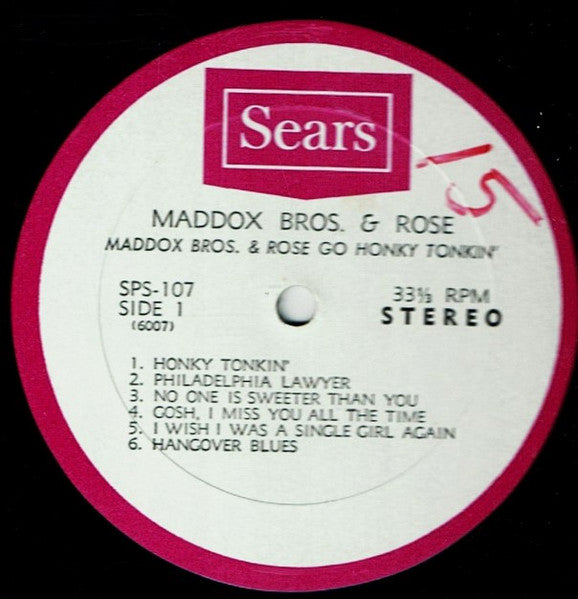 Sears
15
MADDOX BROS. & ROSE
MADDOX BROS. & ROSE GO HONKY TONKIN'
SPS-107
SIDE 1
(6007)
33⅓ RPM
STEREO
1. HONKY TONKIN'
2. PHILADELPHIA LAWYER
3. NO ONE IS SWEETER THAN YOU
4. GOSH, I MISS YOU ALL THE TIME
5. I WISH I WAS A SINGLE GIRL AGAIN
6. HANGOVER BLUES